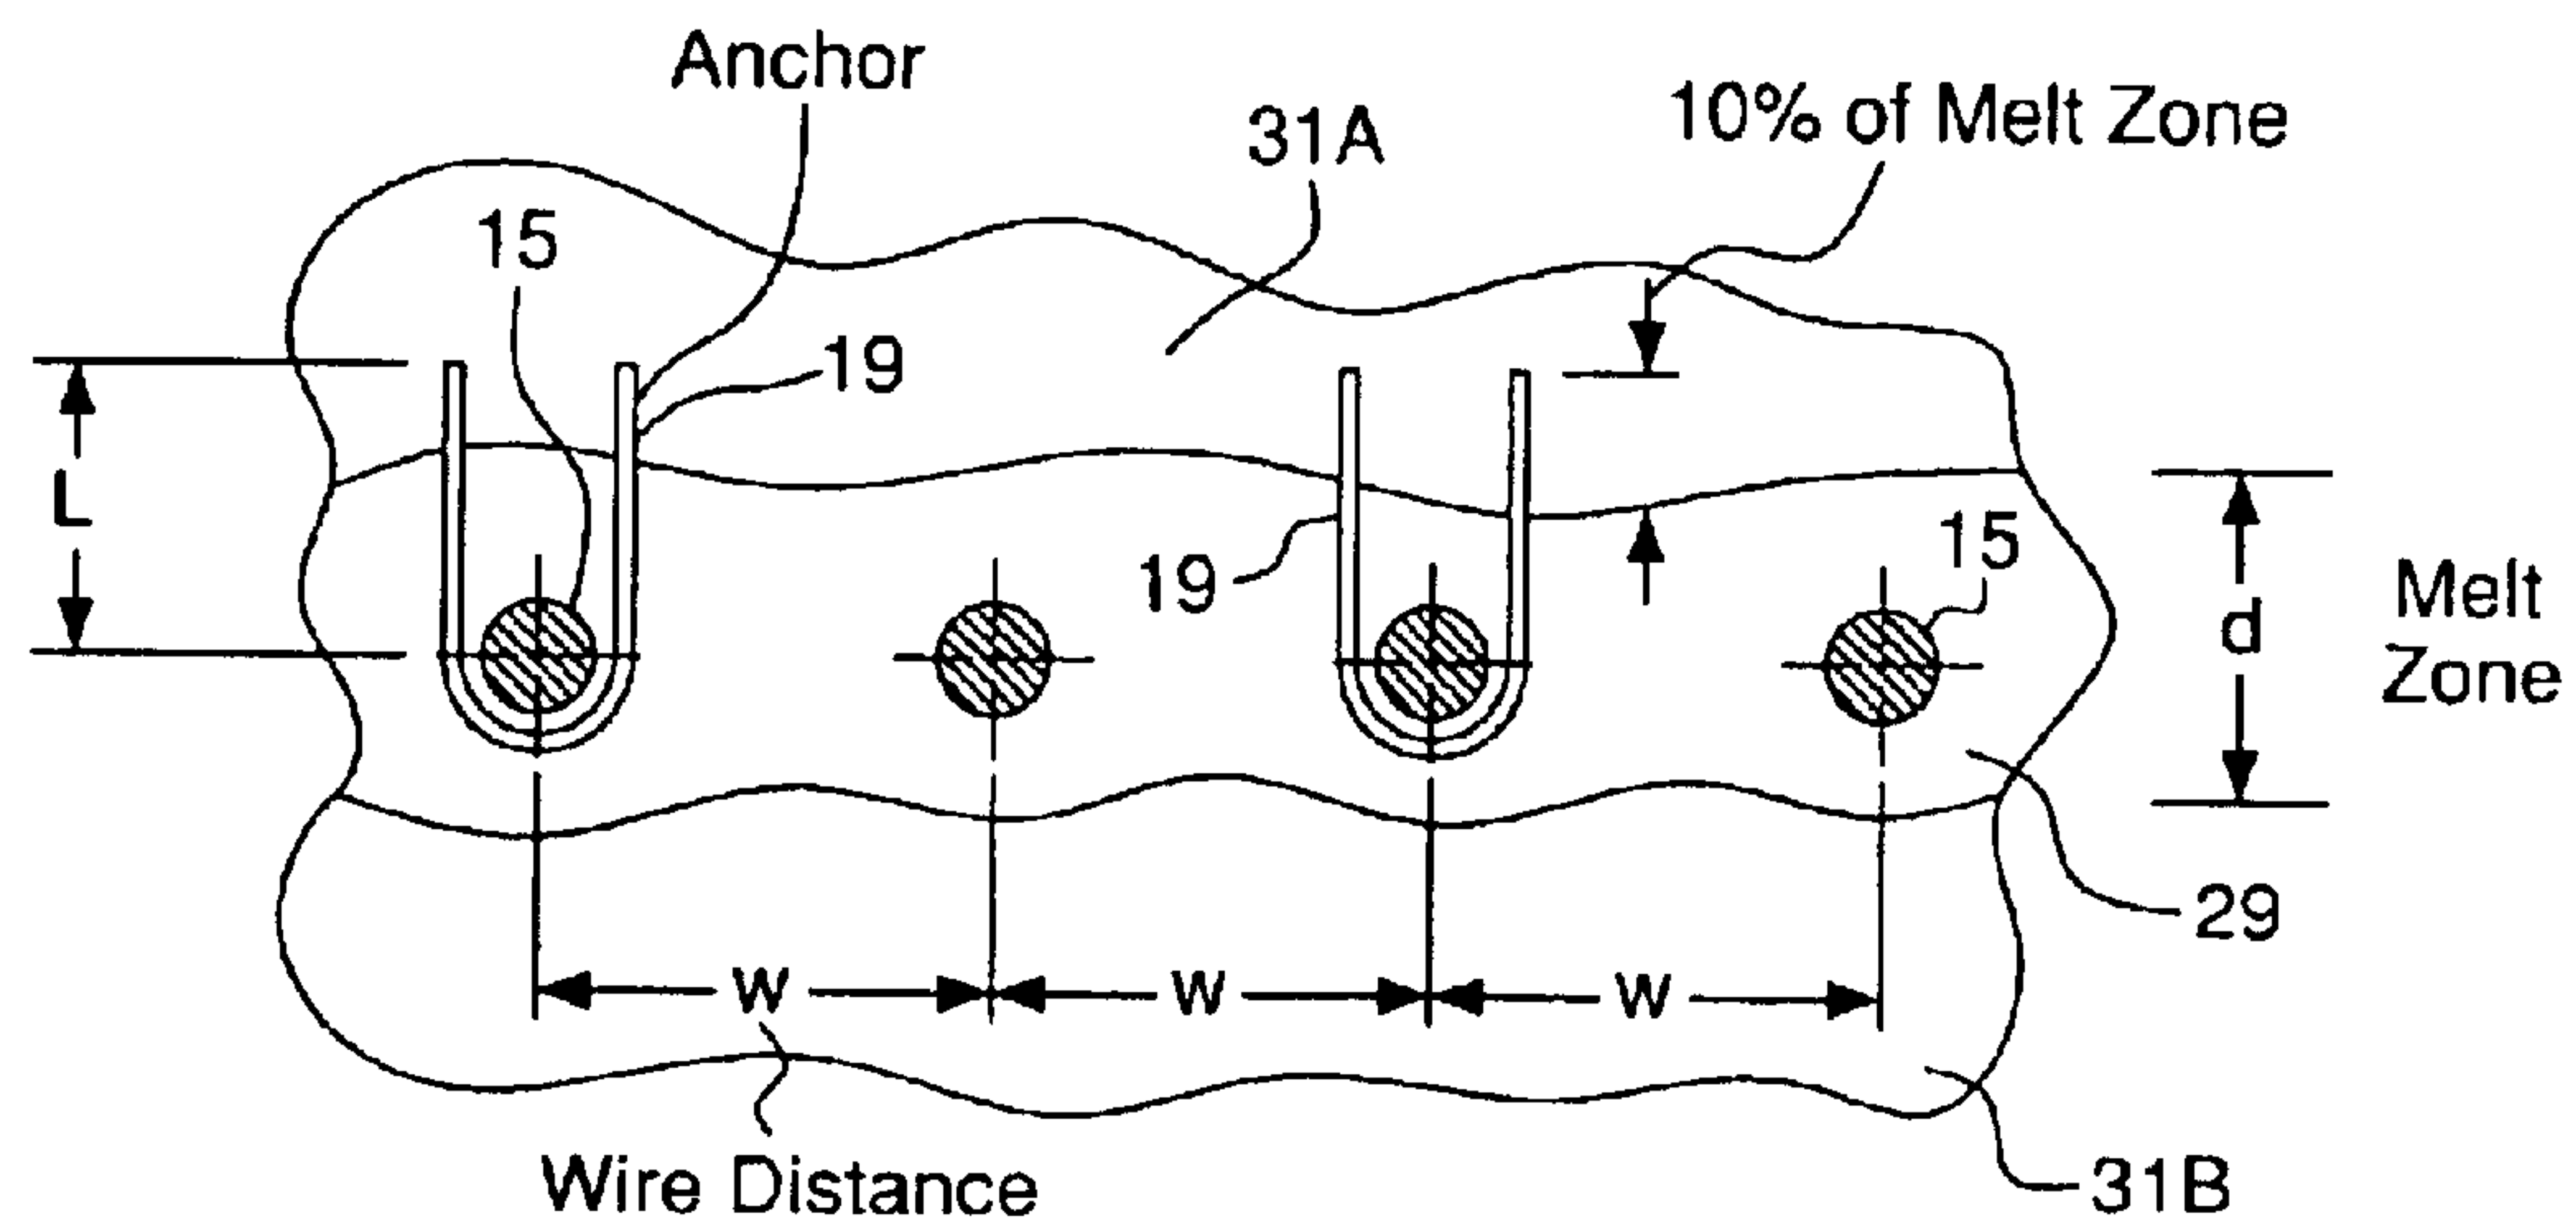 Anchor
31A
10% of Melt Zone
15
19
L
19
15
Melt
Zone
d
29
W
W
W
Wire Distance
31B